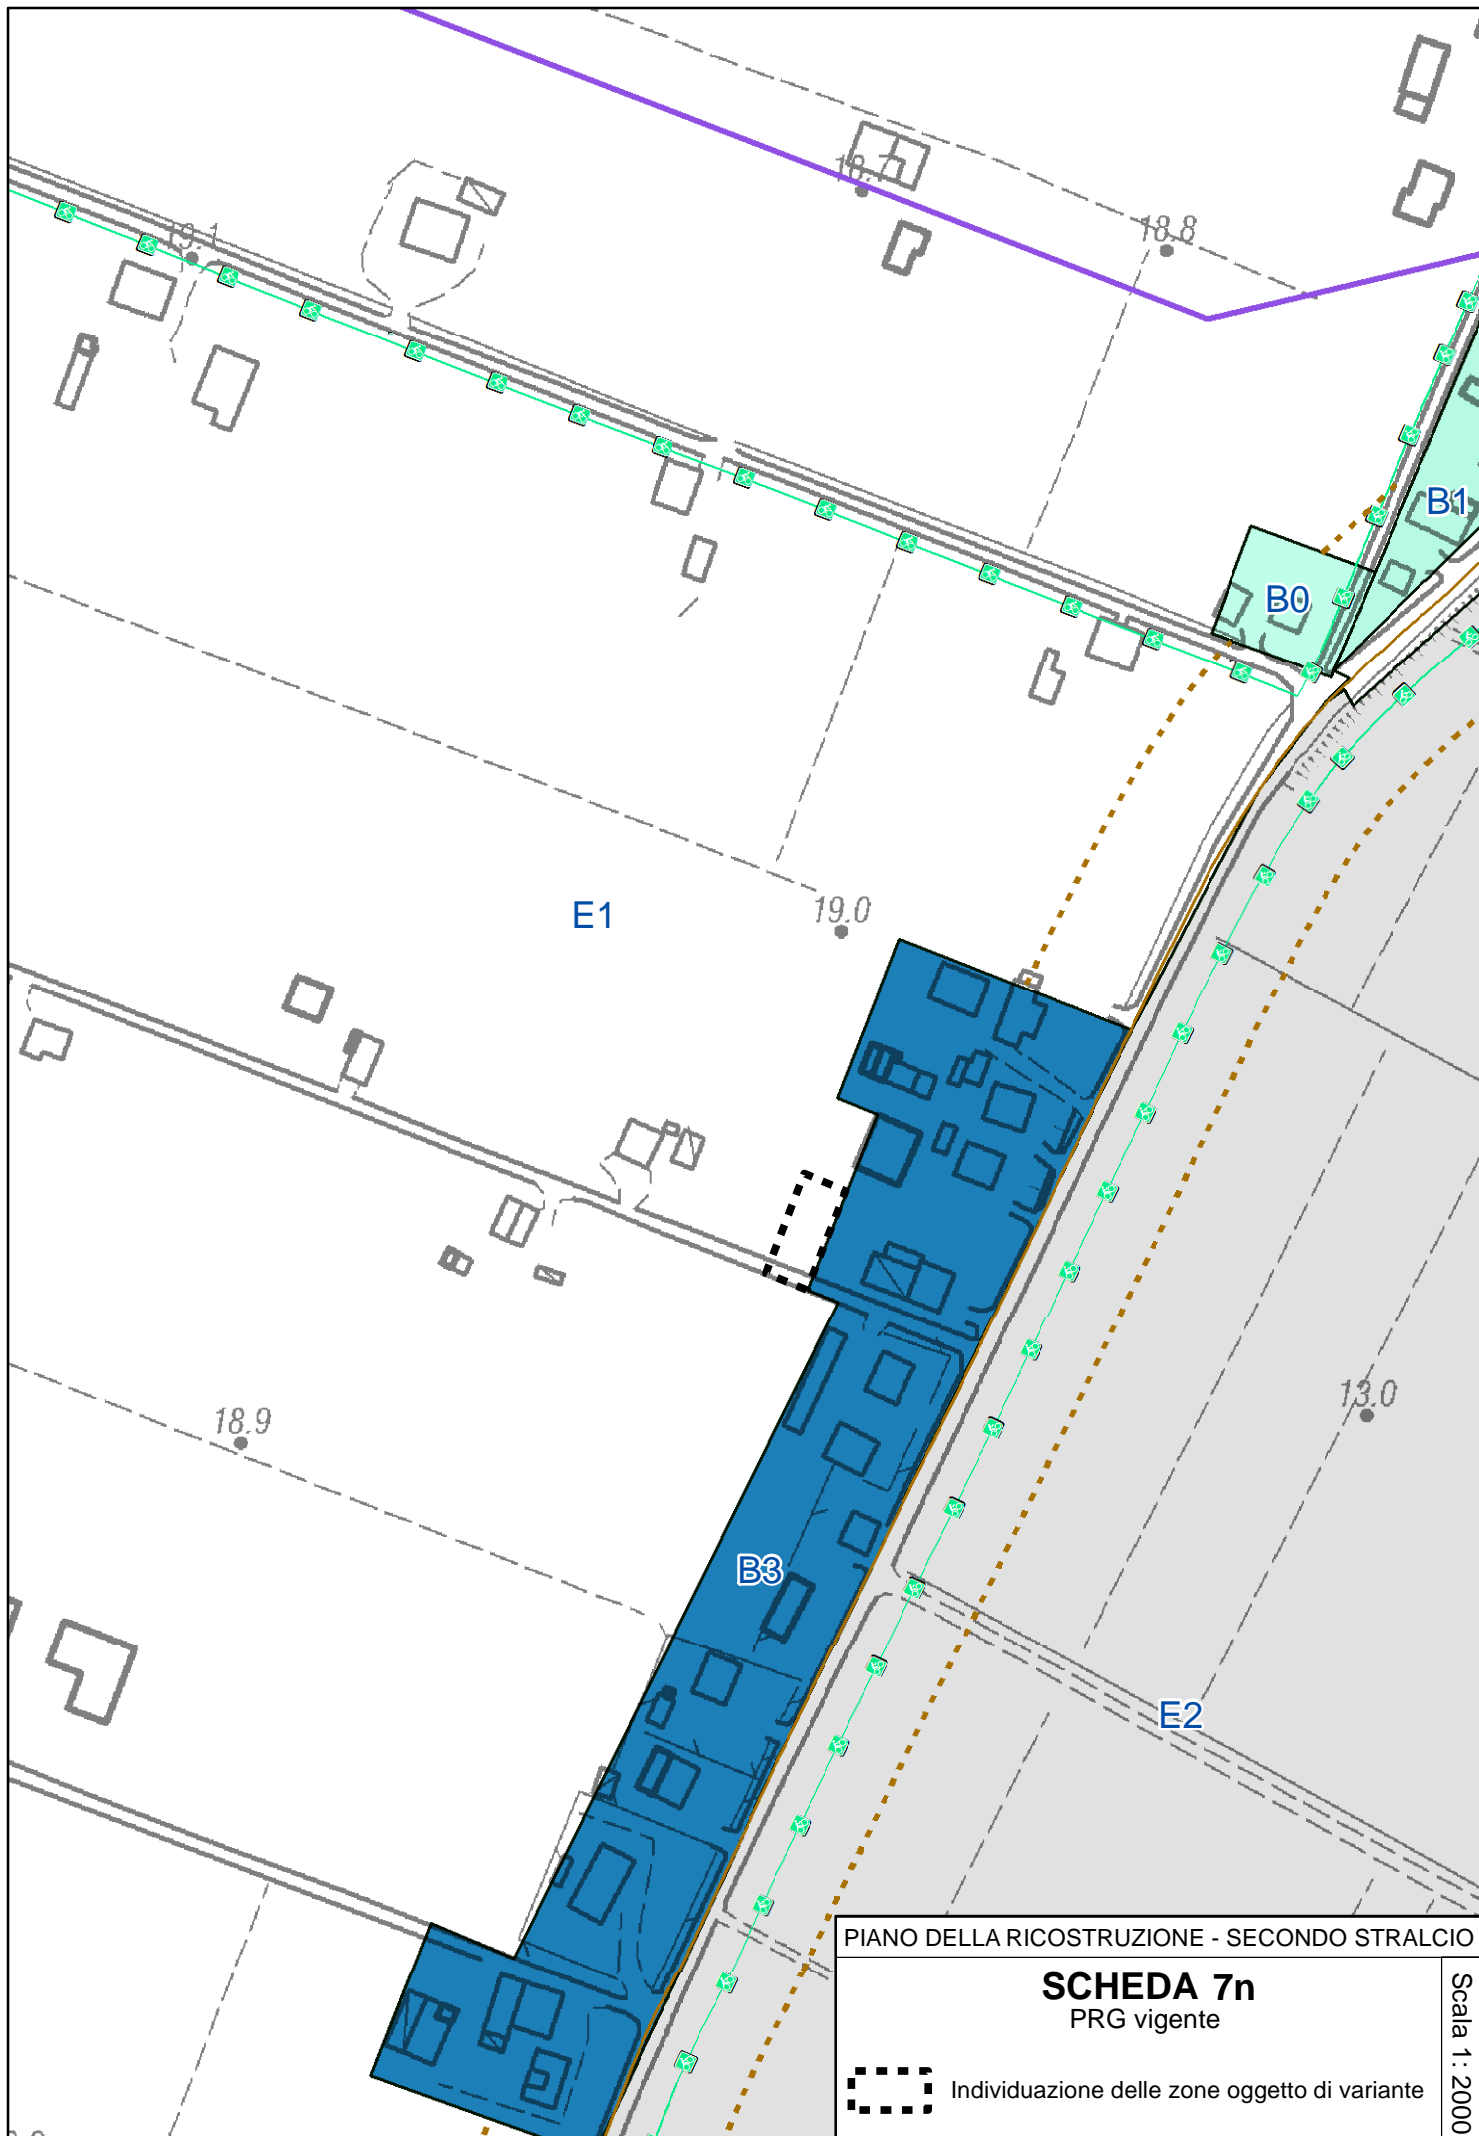 18.7
18.8
19.1
B1
B0
E1
19.0
18.9
13.0
B3
E2
PIANO DELLA RICOSTRUZIONE - SECONDO STRALCIO
SCHEDA 7n
PRG vigente
Individuazione delle zone oggetto di variante
Scala 1: 2000